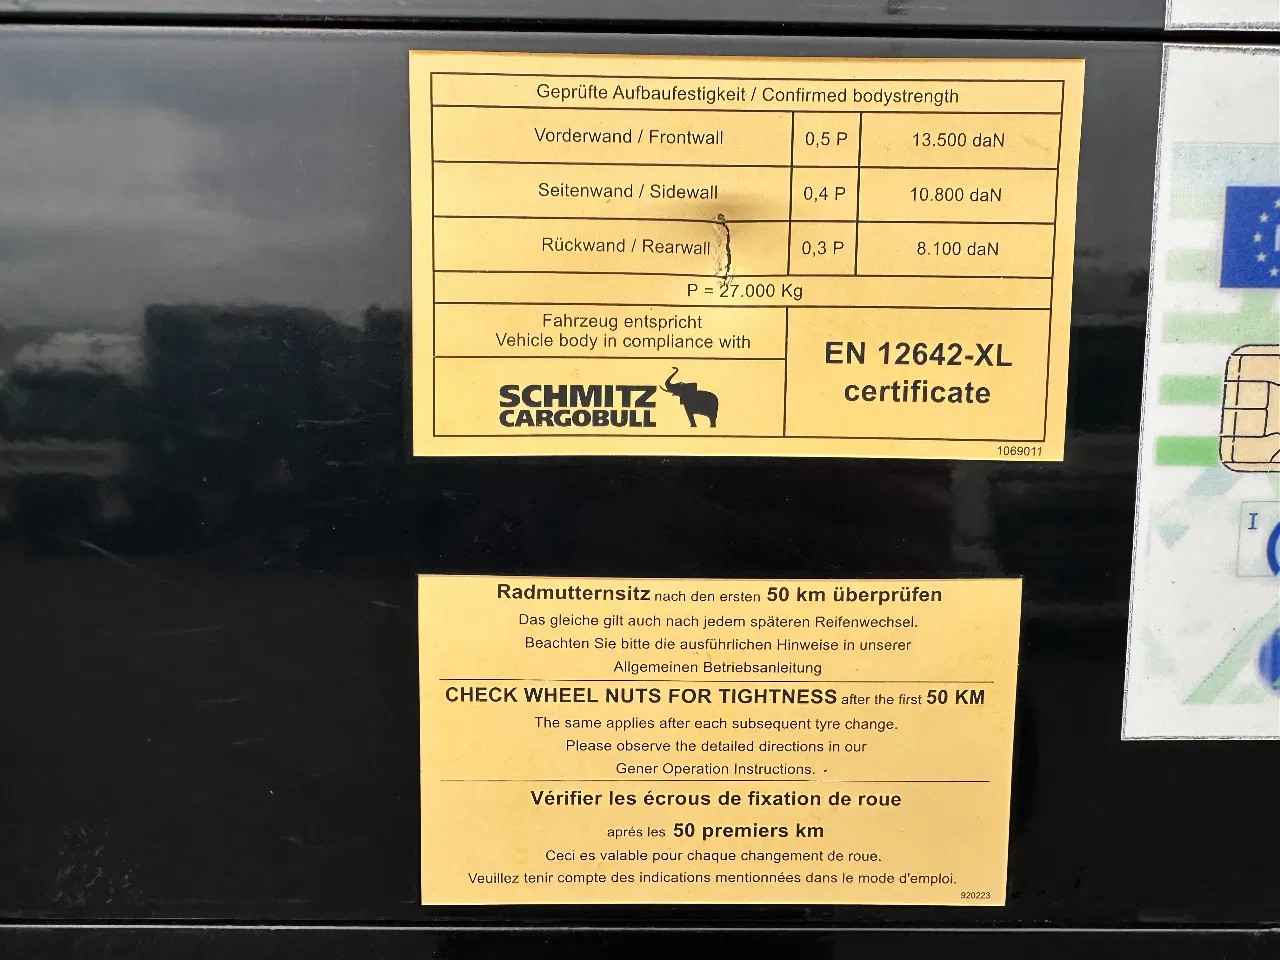 Geprüfte Aufbaufestigkeit / Confirmed bodystrength
Vorderwand / Frontwall 0,5 P 13.500 daN
Seitenwand / Sidewall 0,4 P 10.800 daN
Rückwand / Rearwall 0,3 P 8.100 daN
P = 27.000 Kg
Fahrzeug entspricht
Vehicle body in compliance with
SCHMITZ
CARGOBULL
EN 12642-XL
certificate
1069011
Radmutternsitz nach den ersten 50 km überprüfen
Das gleiche gilt auch nach jedem späteren Reifenwechsel.
Beachten Sie bitte die ausführlichen Hinweise in unserer
Allgemeinen Betriebsanleitung
CHECK WHEEL NUTS FOR TIGHTNESS after the first 50 KM
The same applies after each subsequent tyre change.
Please observe the detailed directions in our
Gener Operation Instructions.
Vérifier les écrous de fixation de roue
aprés les 50 premiers km
Ceci es valable pour chaque changement de roue.
Veuillez tenir compte des indications mentionnées dans le mode d'emploi.
920223
I